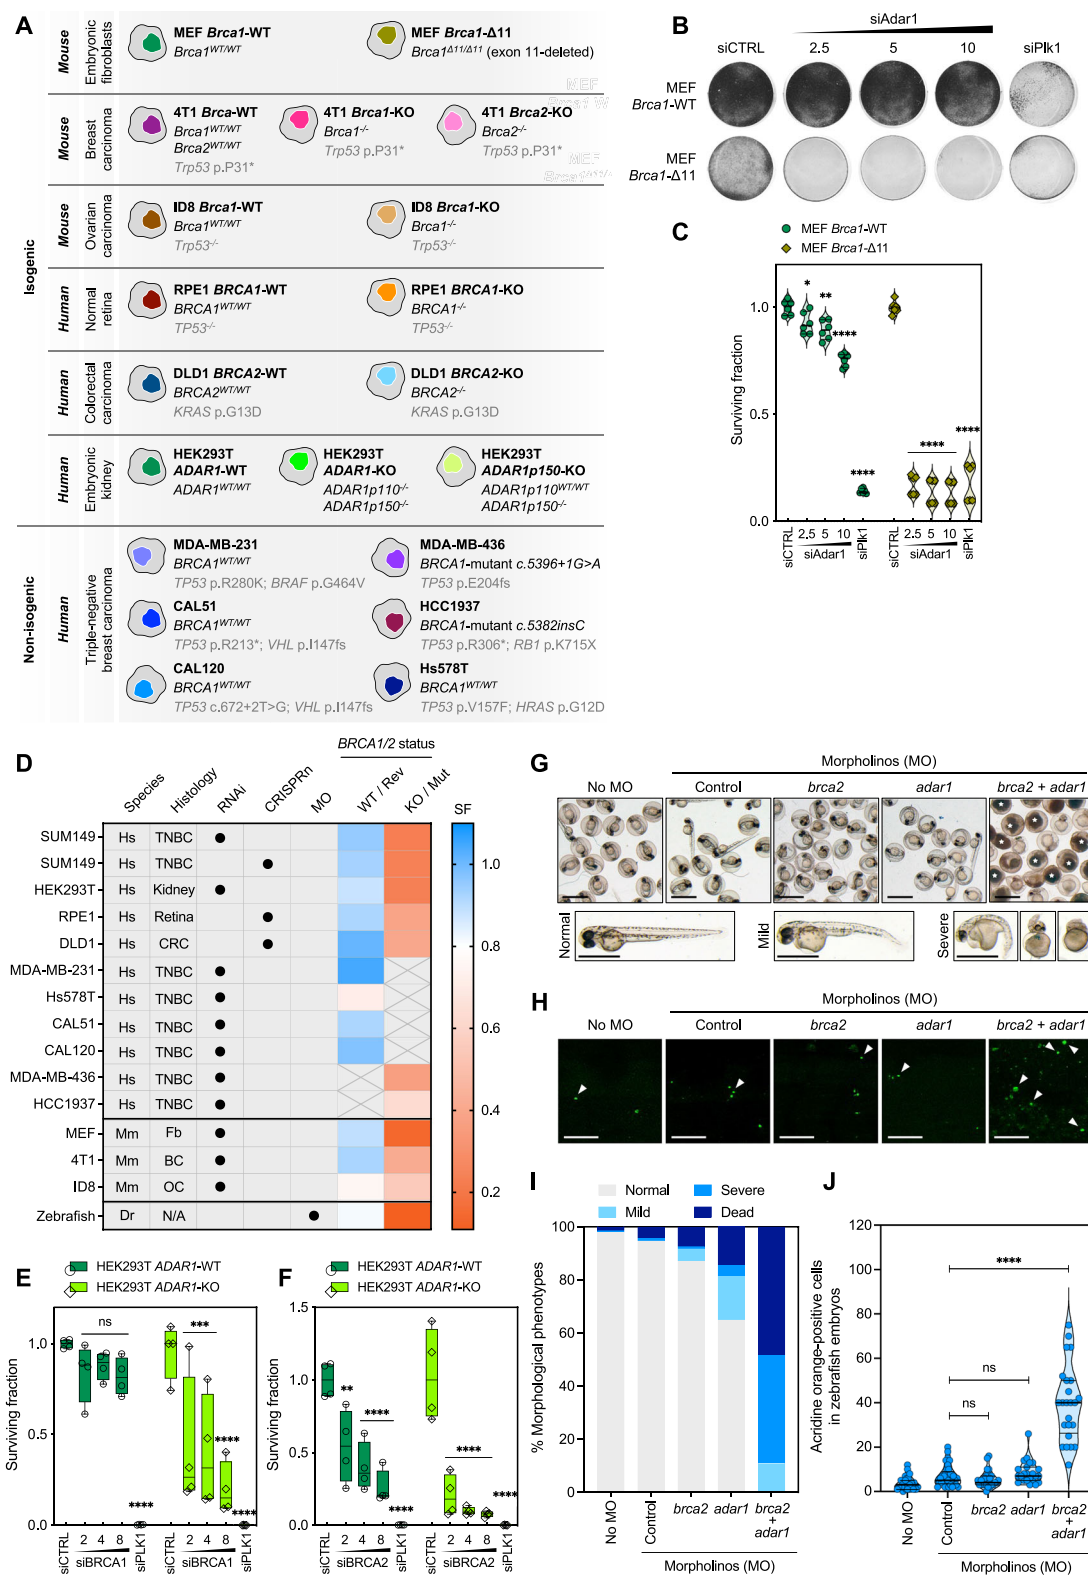 A
Isogenic
Non-isogenic
Mouse
Embryonic fibroblasts
MEF Brca1-WT
Brca1WT/WT
MEF Brca1-Δ11
Brca1Δ11/Δ11 (exon 11-deleted)
Mouse
Breast carcinoma
4T1 Brca-WT
Brca1WT/WT
Brca2WT/WT
Trp53 p.P31*
4T1 Brca1-KO
Brca1-/-
Trp53 p.P31*
4T1 Brca2-KO
Brca2-/-
Trp53 p.P31*
Mouse
Ovarian carcinoma
ID8 Brca1-WT
Brca1WT/WT
Trp53-/-
ID8 Brca1-KO
Brca1-/-
Trp53-/-
Human
Normal retina
RPE1 BRCA1-WT
BRCA1WT/WT
TP53-/-
RPE1 BRCA1-KO
BRCA1-/-
TP53-/-
Human
Colorectal carcinoma
DLD1 BRCA2-WT
BRCA2WT/WT
KRAS p.G13D
DLD1 BRCA2-KO
BRCA2-/-
KRAS p.G13D
Human
Embryonic kidney
HEK293T
ADAR1-WT
ADAR1WT/WT
HEK293T
ADAR1-KO
ADAR1p110-/-
ADAR1p150-/-
HEK293T
ADAR1p150-KO
ADAR1p110WT/WT
ADAR1p150-/-
Human
Triple-negative breast carcinoma
MDA-MB-231
BRCA1WT/WT
TP53 p.R280K; BRAF p.G464V
MDA-MB-436
BRCA1-mutant c.5396+1G>A
TP53 p.E204fs
CAL51
BRCA1WT/WT
TP53 p.R213*; VHL p.I147fs
HCC1937
BRCA1-mutant c.5382insC
TP53 p.R306*; RB1 p.K715X
CAL120
BRCA1WT/WT
TP53 c.672+2T>G; VHL p.I147fs
Hs578T
BRCA1WT/WT
TP53 p.V157F; HRAS p.G12D
B
siAdar1
siCTRL 2.5 5 10 siPlk1
MEF
Brca1-WT
MEF
Brca1-Δ11
C
MEF Brca1-WT
MEF Brca1-Δ11
Surviving fraction
1.0
0.5
0.0
* ** **** **** **** ****
siCTRL 2.5 5 10 siPlk1 siCTRL 2.5 5 10 siPlk1
siAdar1 siAdar1
D
BRCA1/2 status
Species Histology RNAi CRISPRn MO WT / Rev KO / Mut
SF
SUM149 Hs TNBC
SUM149 Hs TNBC
HEK293T Hs Kidney
RPE1 Hs Retina
DLD1 Hs CRC
MDA-MB-231 Hs TNBC
Hs578T Hs TNBC
CAL51 Hs TNBC
CAL120 Hs TNBC
MDA-MB-436 Hs TNBC
HCC1937 Hs TNBC
MEF Mm Fb
4T1 Mm BC
ID8 Mm OC
Zebrafish Dr N/A
1.0
0.8
0.6
0.4
0.2
E
HEK293T ADAR1-WT
HEK293T ADAR1-KO
Surviving fraction
1.0
0.5
0.0
ns **** *** **** ****
siCTRL 2 4 8 siPLK1 siCTRL 2 4 8 siPLK1
siBRCA1 siBRCA1
F
HEK293T ADAR1-WT
HEK293T ADAR1-KO
Surviving fraction
1.5
1.0
0.5
0.0
** **** **** **** ****
siCTRL 2 4 8 siPLK1 siCTRL 2 4 8 siPLK1
siBRCA2 siBRCA2
G
Morpholinos (MO)
No MO Control brca2 adar1 brca2 + adar1
Normal
Mild
Severe
H
Morpholinos (MO)
No MO Control brca2 adar1 brca2 + adar1
I
Normal Severe
Mild Dead
% Morphological phenotypes
100
80
60
40
20
0
No MO Control brca2 adar1 brca2 + adar1
Morpholinos (MO)
J
Acridine orange-positive cells
in zebrafish embryos
120
100
80
60
40
20
0
****
ns
ns
No MO Control brca2 adar1 brca2 + adar1
Morpholinos (MO)